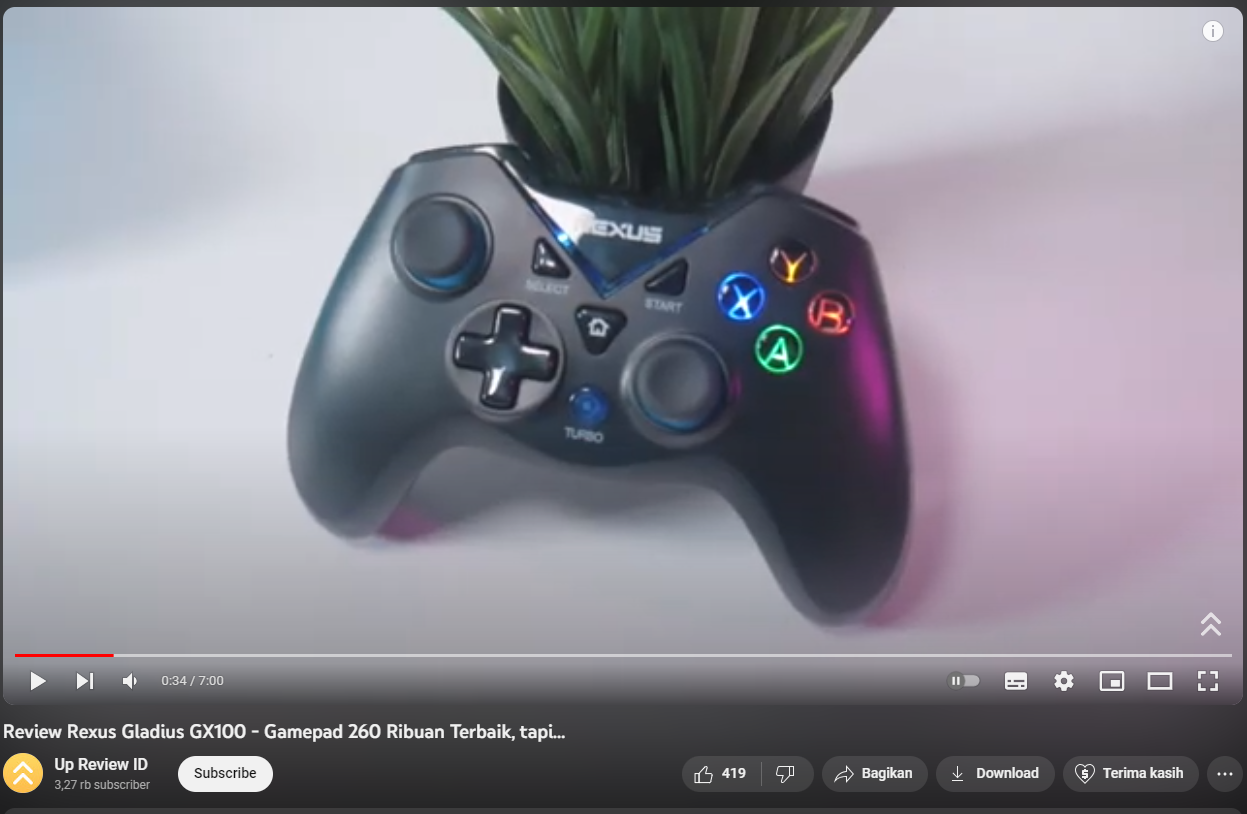 REXUS
SELECT
START
Y
X
B
A
TURBO
0:34 / 7:00
Review Rexus Gladius GX100 - Gamepad 260 Ribuan Terbaik, tapi...
Up Review ID
3,27 rb subscriber
Subscribe
419
Bagikan
Download
Terima kasih